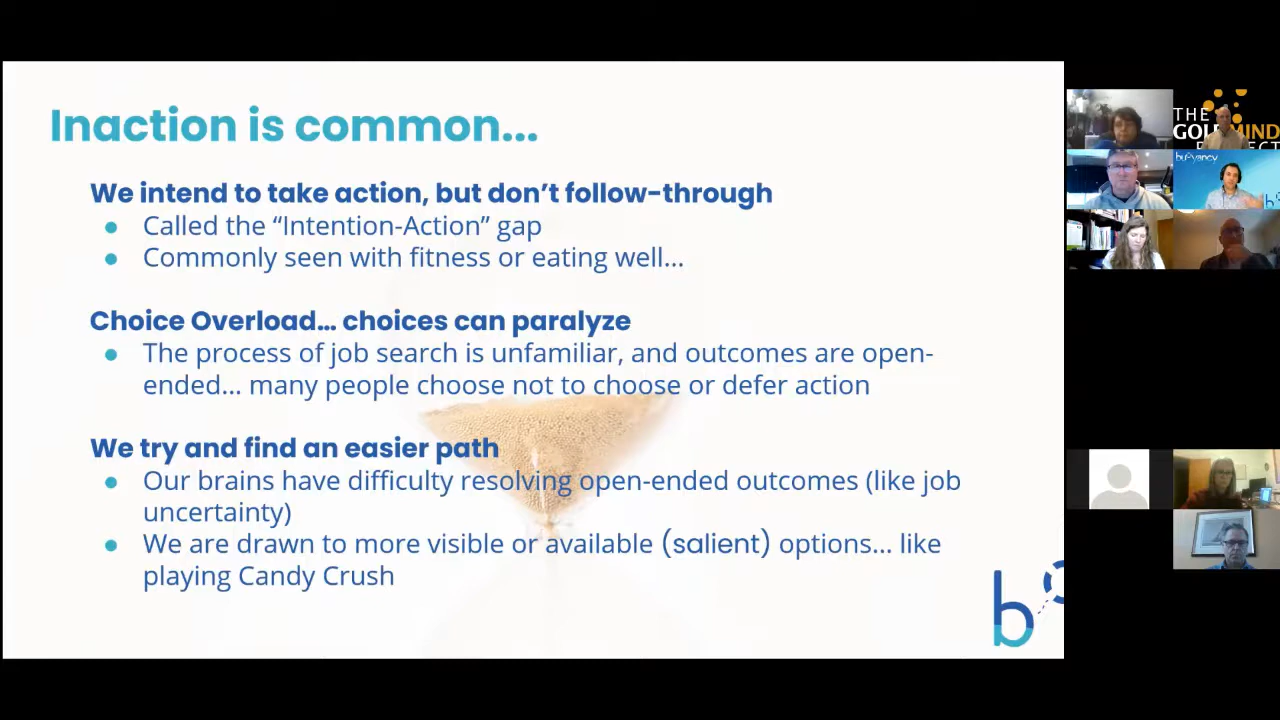 Inaction is common...
We intend to take action, but don’t follow-through
● Called the “Intention-Action” gap
● Commonly seen with fitness or eating well...
Choice Overload... choices can paralyze
● The process of job search is unfamiliar, and outcomes are open-
ended... many people choose not to choose or defer action
We try and find an easier path
● Our brains have difficulty resolving open-ended outcomes (like job
uncertainty)
● We are drawn to more visible or available (salient) options... like
playing Candy Crush
b
THE